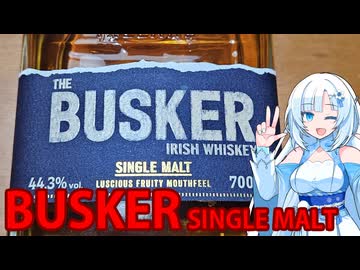 THE
BUSKER
IRISH WHISKEY
SINGLE MALT
44.3% vol.
LUSCIOUS FRUITY MOUTHFEEL
700
BUSKER SINGLE MALT